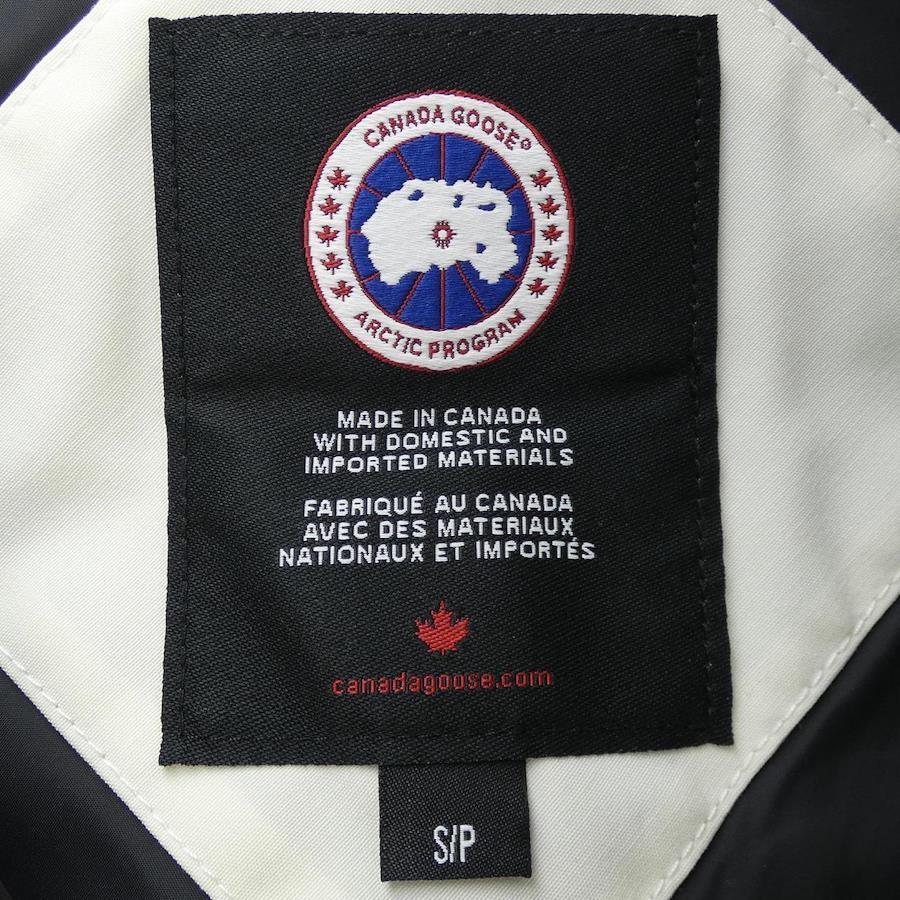 CANADA GOOSE®
ARCTIC PROGRAM
MADE IN CANADA
WITH DOMESTIC AND
IMPORTED MATERIALS
FABRIQUÉ AU CANADA
AVEC DES MATERIAUX
NATIONAUX ET IMPORTÉS
canadagoose.com
S/P